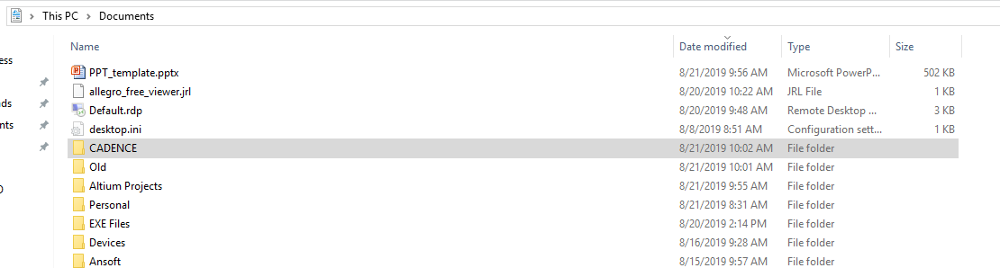 This PC > Documents
Name Date modified Type Size
ess
PPT_template.pptx 8/21/2019 9:56 AM Microsoft PowerP... 502 KB
allegro_free_viewer.jrl 8/20/2019 10:22 AM JRL File 1 KB
ds
Default.rdp 8/20/2019 9:48 AM Remote Desktop ... 3 KB
nts
desktop.ini 8/8/2019 8:51 AM Configuration sett... 1 KB
CADENCE 8/21/2019 10:02 AM File folder
Old 8/21/2019 10:01 AM File folder
Altium Projects 8/21/2019 9:55 AM File folder
Personal 8/21/2019 8:31 AM File folder
EXE Files 8/20/2019 2:14 PM File folder
Devices 8/16/2019 9:28 AM File folder
Ansoft 8/15/2019 9:57 AM File folder